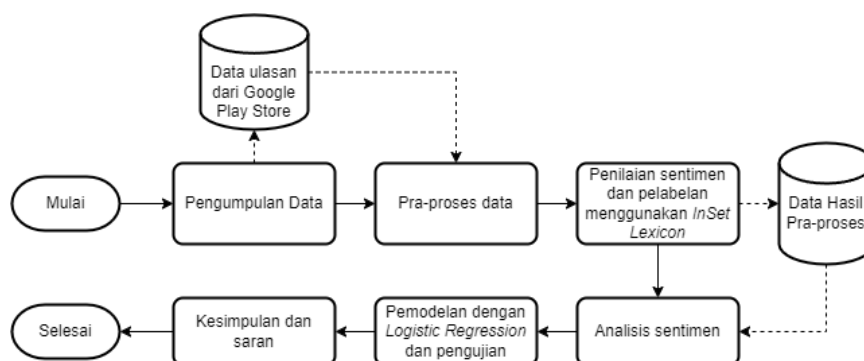 Data ulasan
dari Google
Play Store
Mulai
Pengumpulan Data
Pra-proses data
Penilaian sentimen
dan pelabelan
menggunakan InSet
Lexicon
Data Hasil
Pra-proses
Selesai
Kesimpulan dan
saran
Pemodelan dengan
Logistic Regression
dan pengujian
Analisis sentimen